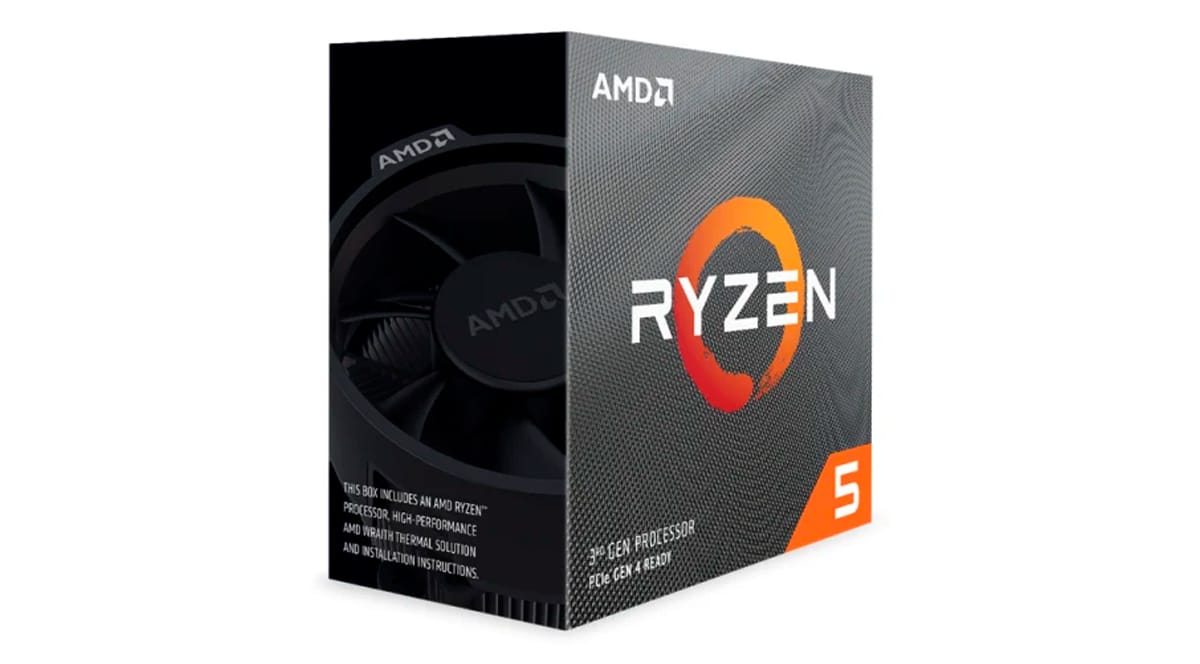 AMD
AMD
THIS BOX INCLUDES AN AMD RYZEN™
PROCESSOR, HIGH-PERFORMANCE
AMD WRAITH THERMAL SOLUTION
AND INSTALLATION INSTRUCTIONS.
AMD
RYZEN
5
3RD GEN PROCESSOR
PCIe GEN 4 READY